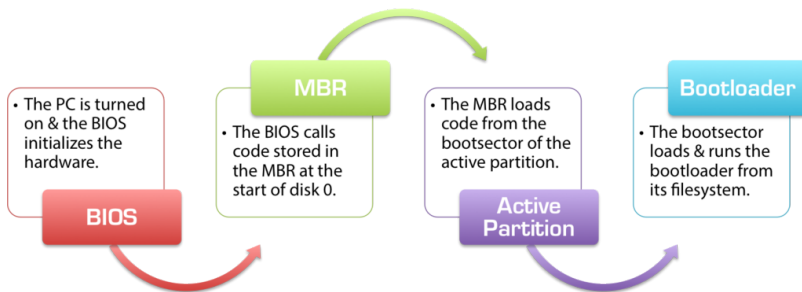 • The PC is turned
on & the BIOS
initializes the
hardware.
BIOS
MBR
• The BIOS calls
code stored in
the MBR at the
start of disk 0.
• The MBR loads
code from the
bootsector of the
active partition.
Active
Partition
Bootloader
• The bootsector
loads & runs the
bootloader from
its filesystem.